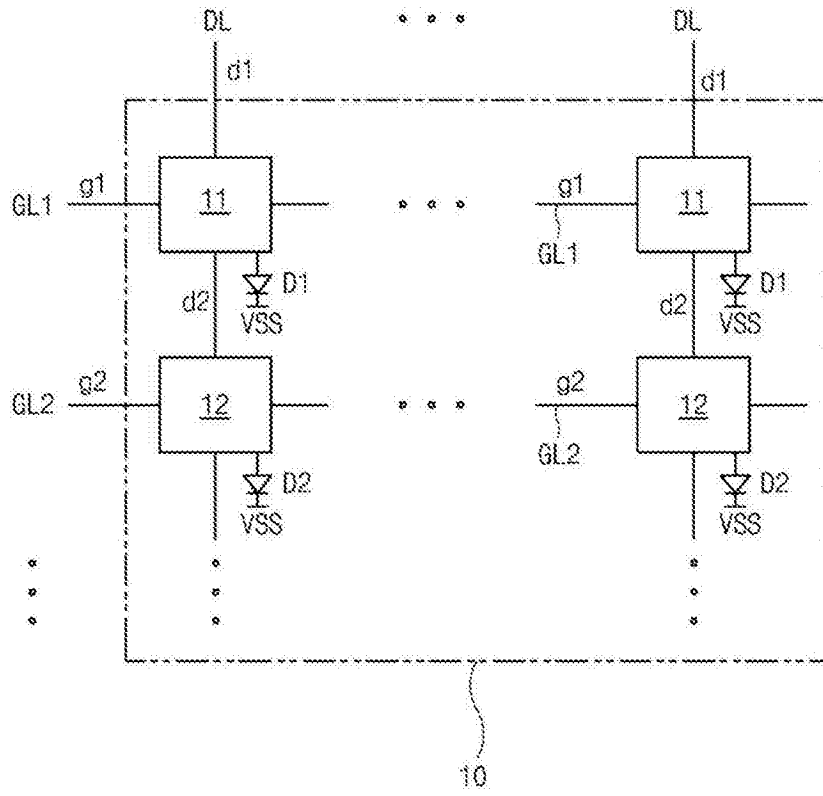 DL DL
d1 d1
g1 g1
GL1 11 11
GL1
D1 D1
d2 VSS d2 VSS
g2 g2
GL2 12 12
GL2
D2 D2
VSS VSS
10